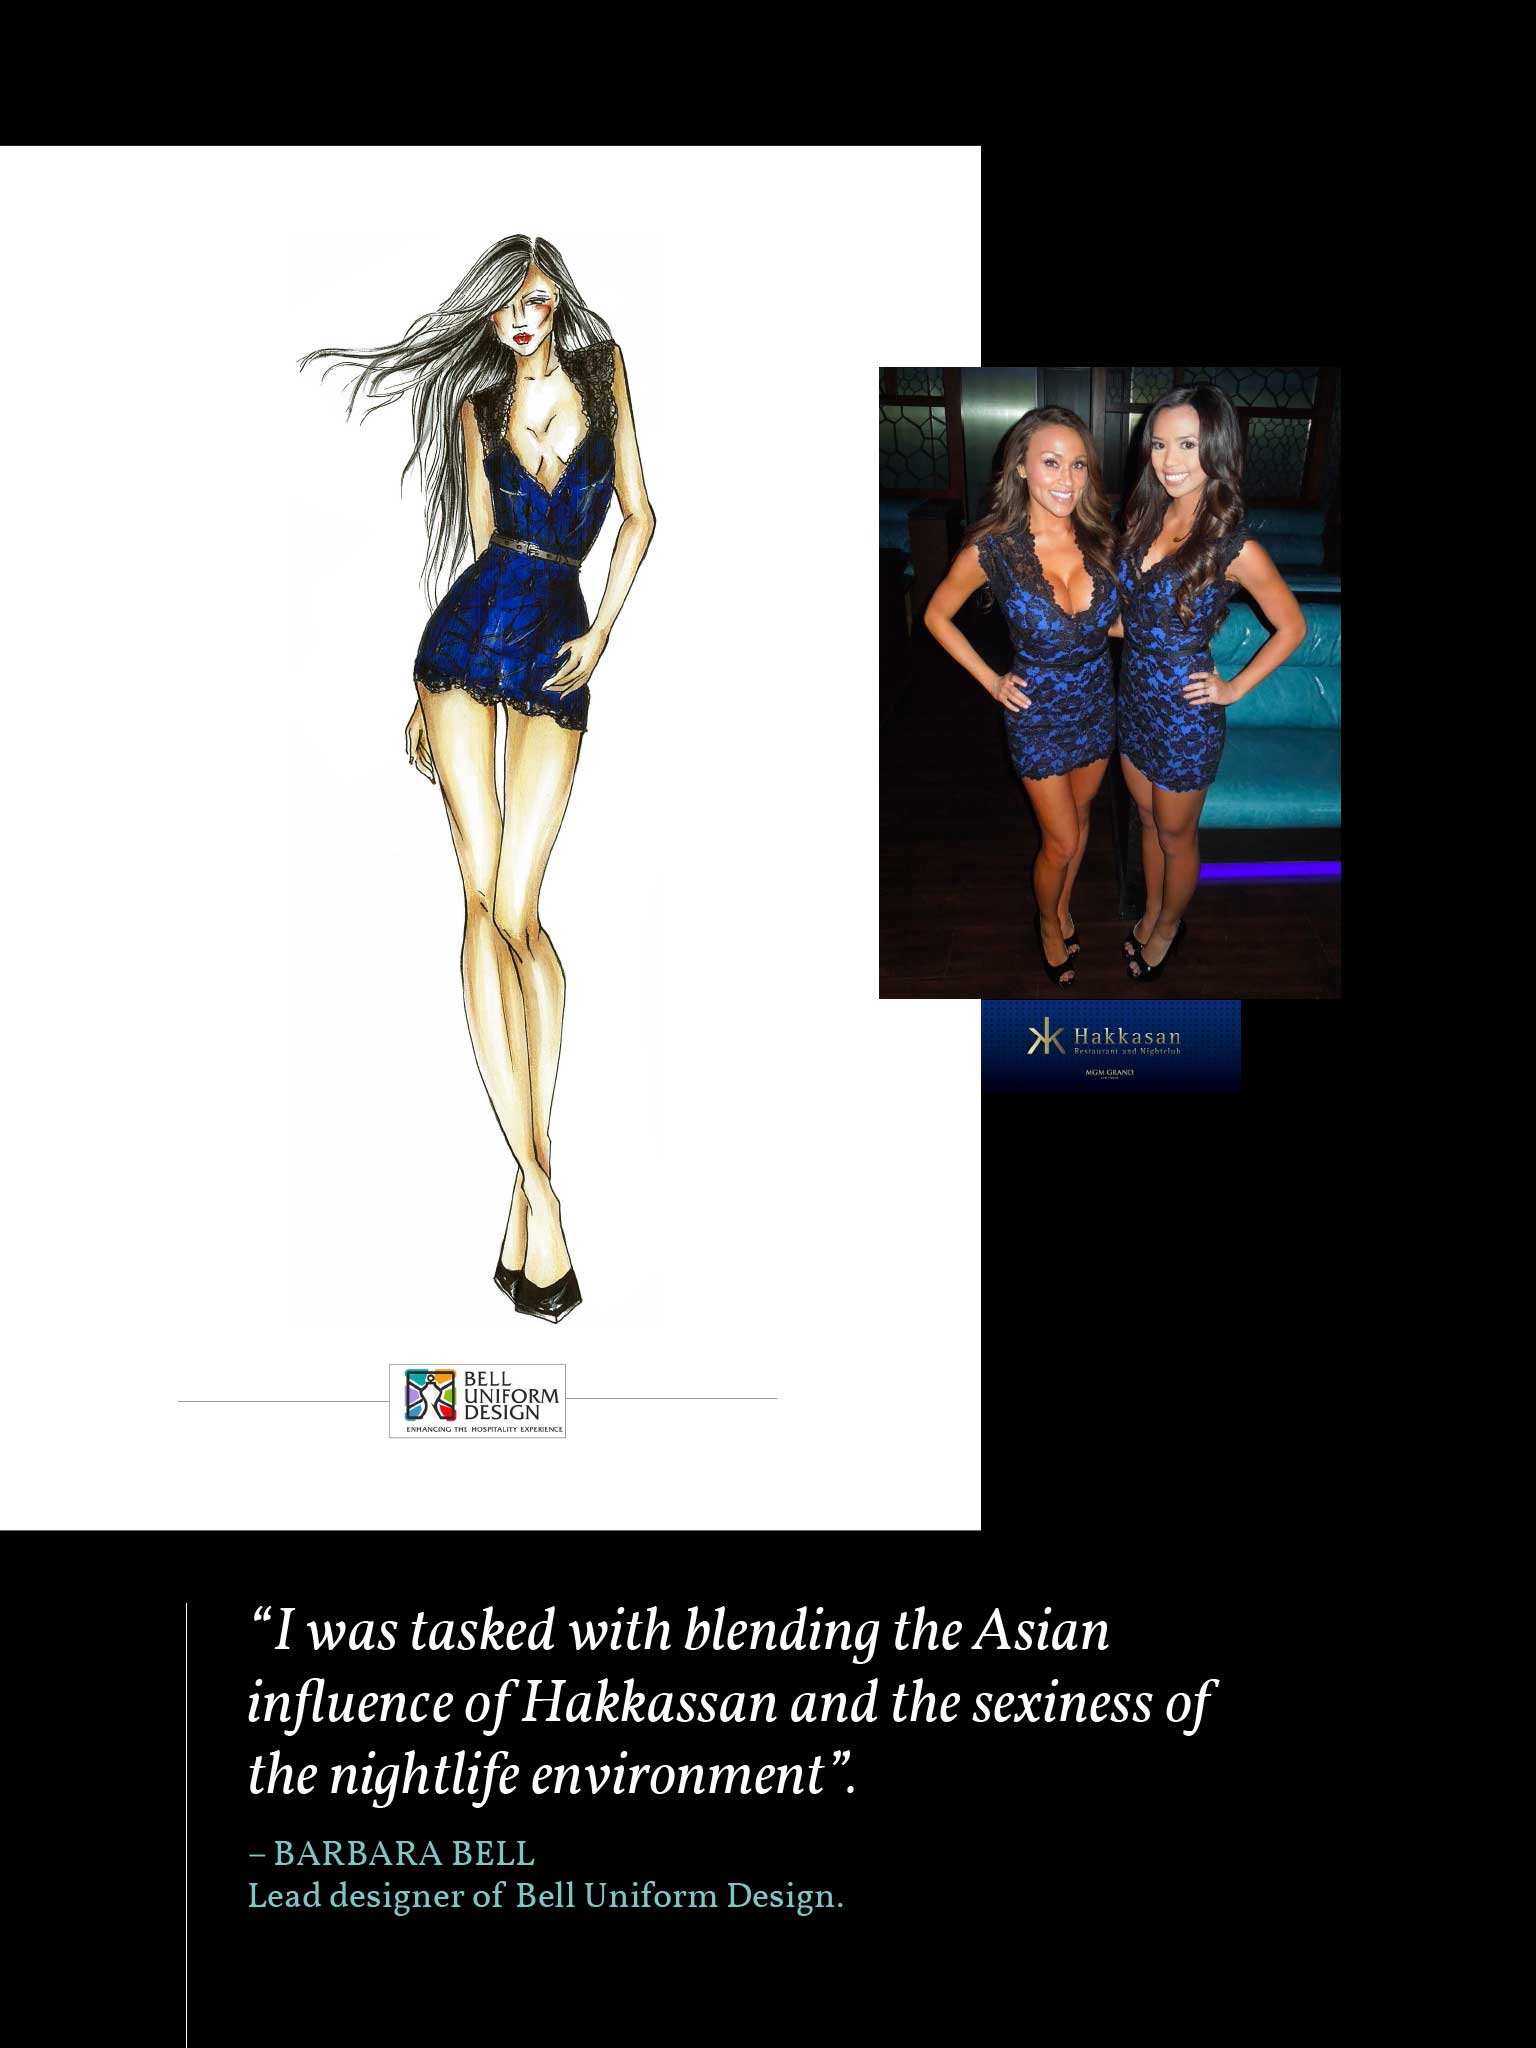 Hakkasan
Restaurant and Nightclub
MGM GRAND
BELL
UNIFORM
DESIGN
ENHANCING THE HOSPITALITY EXPERIENCE
“I was tasked with blending the Asian
influence of Hakkassan and the sexiness of
the nightlife environment”.
– BARBARA BELL
Lead designer of Bell Uniform Design.